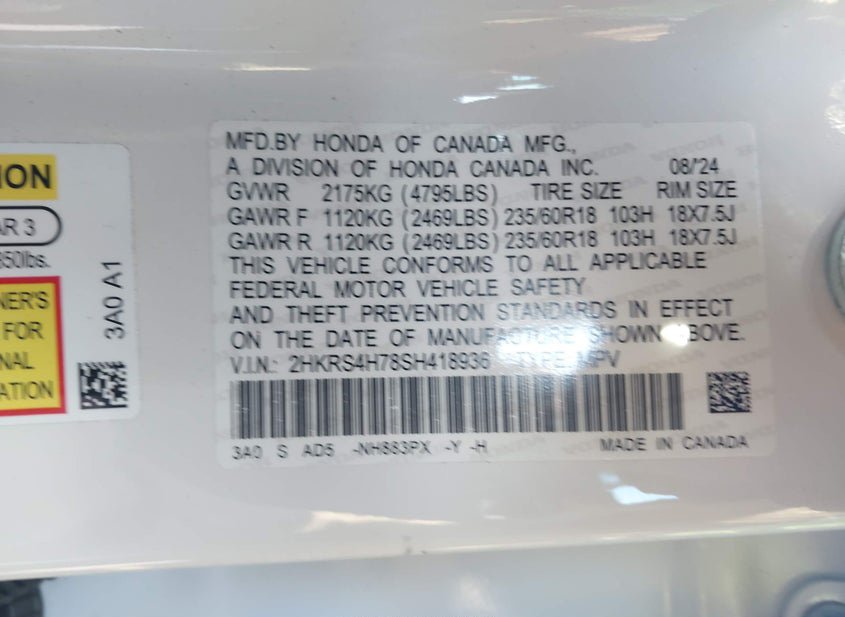 MFD.BY HONDA OF CANADA MFG.,
A DIVISION OF HONDA CANADA INC. 08/'24
GVWR 2175KG (4795LBS) TIRE SIZE RIM SIZE
GAWR F 1120KG (2469LBS) 235/60R18 103H 18X7.5J
GAWR R 1120KG (2469LBS) 235/60R18 103H 18X7.5J
THIS VEHICLE CONFORMS TO ALL APPLICABLE
FEDERAL MOTOR VEHICLE SAFETY
AND THEFT PREVENTION STANDARDS IN EFFECT
ON THE DATE OF MANUFACTURE SHOWN ABOVE.
V.I.N.: 2HKRS4H78SH418936 TYPE:MPV
3A0 S AD5 -NH883PX -Y -H MADE IN CANADA
ION
AR 3
850lbs.
NER'S
FOR
NAL
ATION
3A0 A1